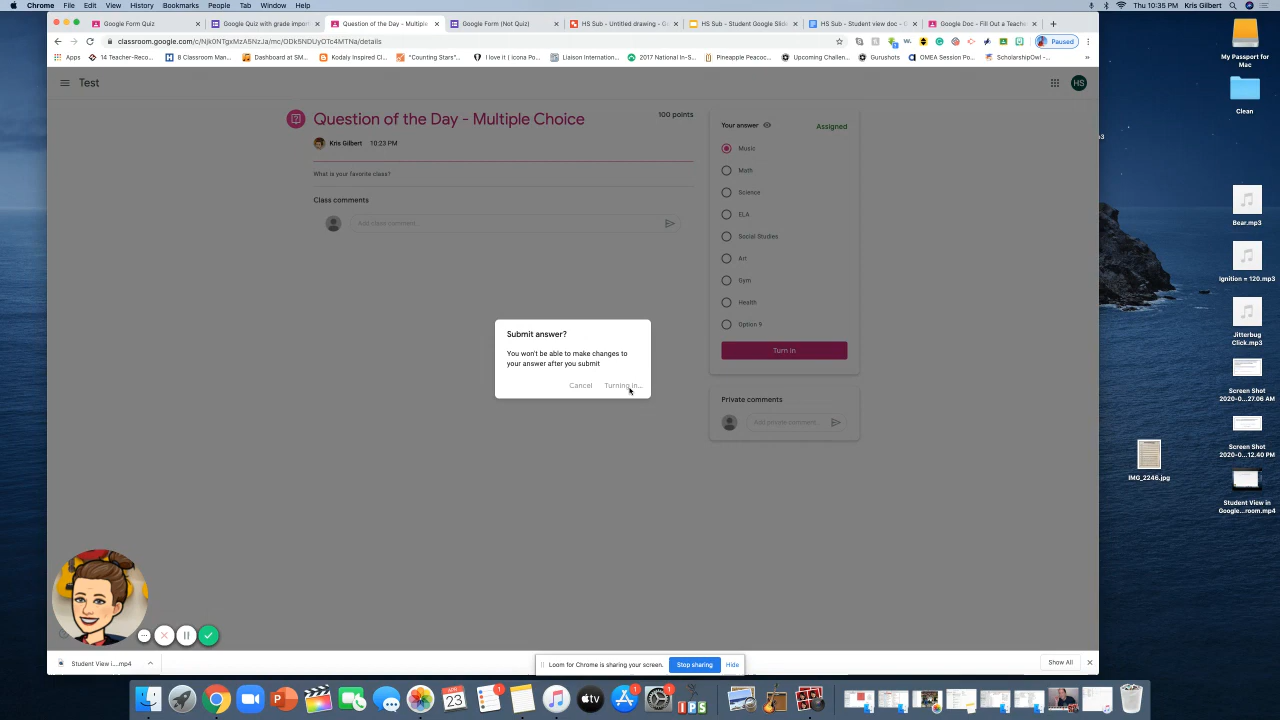 Chrome File Edit View History Bookmarks People Tab Window Help
Thu 10:35 PM Kris Gilbert
Google Form Quiz
Google Quiz with grade import
Question of the Day - Multiple
Google Form (Not Quiz)
HS Sub - Untitled drawing - G
HS Sub - Student Google Slide
HS Sub - Student view doc - G
Google Doc - Fill Out a Teache
Paused
Apps
14 Teacher-Reco...
8 Classroom Man...
Dashboard at SM...
Kodaly Inspired Cl...
"Counting Stars"...
I love it I Icona Po...
Liaison Internation...
2017 National In-S...
Pineapple Peacoc...
Upcoming Challen...
Gurushots
OMEA Session Po...
ScholarshipOwl -...
Test
HS
Question of the Day - Multiple Choice
100 points
Kris Gilbert 10:23 PM
What is your favorite class?
Class comments
Add class comment...
Your answer
Assigned
Music
Math
Science
ELA
Social Studies
Art
Gym
Health
Option 9
Turn in
Private comments
Add private comment...
Submit answer?
You won't be able to make changes to
your answer after you submit
Cancel Turning in...
Student View i....mp4
Loom for Chrome is sharing your screen.
Stop sharing
Hide
Show All
My Passport for
Mac
Clean
Bear.mp3
Ignition = 120.mp3
Jitterbug
Click.mp3
Screen Shot
2020-0...27.06 AM
Screen Shot
2020-0...12.40 PM
IMG_2246.jpg
Student View in
Google...room.mp4
APR
23
1
tv
1
1
IPS